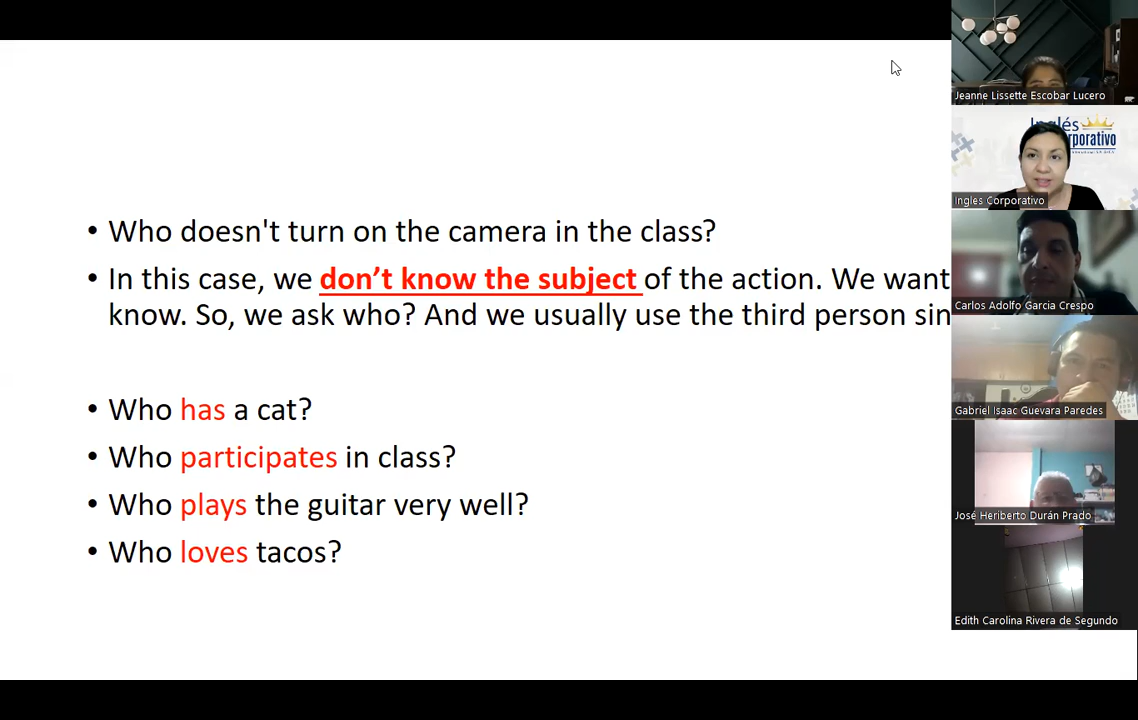 Who doesn't turn on the camera in the class?
In this case, we don't know the subject of the action. We want
know. So, we ask who? And we usually use the third person sin
Who has a cat?
Who participates in class?
Who plays the guitar very well?
Who loves tacos?
Jeanne Lissette Escobar Lucero
Inglés
Corporativo
Ingles Corporativo
Carlos Adolfo Garcia Crespo
Gabriel Isaac Guevara Paredes
José Heriberto Durán Prado
Edith Carolina Rivera de Segundo